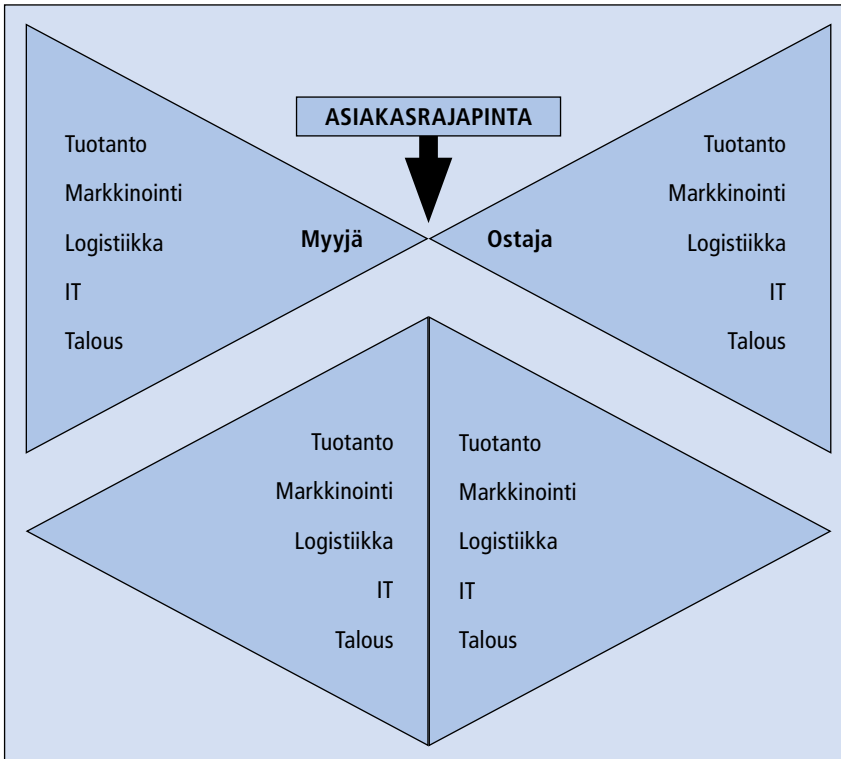 ASIAKASRAJAPINTA
Tuotanto
Markkinointi
Logistiikka
IT
Talous
Myyjä
Ostaja
Tuotanto
Markkinointi
Logistiikka
IT
Talous
Tuotanto
Markkinointi
Logistiikka
IT
Talous
Tuotanto
Markkinointi
Logistiikka
IT
Talous